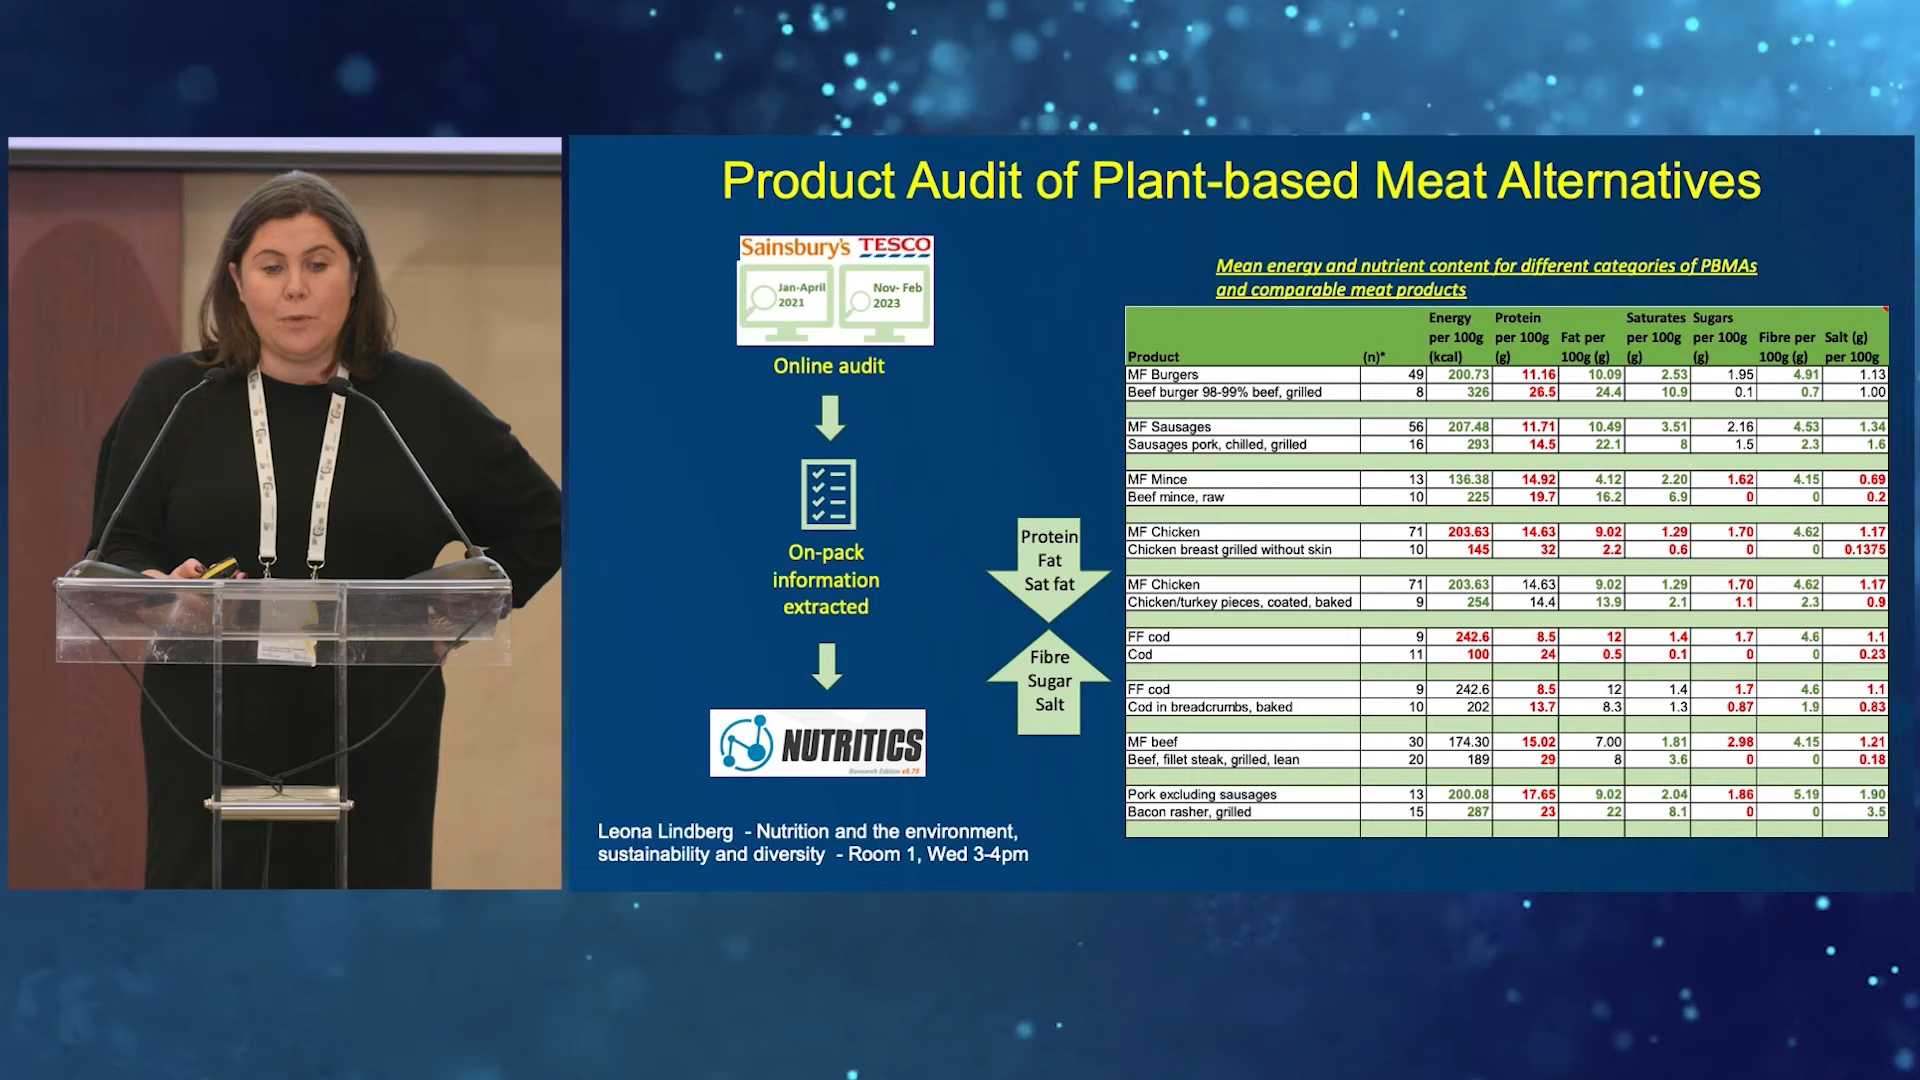 Product Audit of Plant-based Meat Alternatives
Sainsbury's TESCO
Jan-April
2021
Nov- Feb
2023
Online audit
On-pack
information
extracted
NUTRITICS
Research Edition v5.75
Leona Lindberg - Nutrition and the environment,
sustainability and diversity - Room 1, Wed 3-4pm
Protein
Fat
Sat fat
Fibre
Sugar
Salt
Mean energy and nutrient content for different categories of PBMAs
and comparable meat products
Product (n)* Energy per 100g (kcal) Protein per 100g (g) Fat per 100g (g) Saturates per 100g (g) Sugars per 100g (g) Fibre per 100g (g) Salt (g) per 100g
MF Burgers 49 200.73 11.16 10.09 2.53 1.95 4.91 1.13
Beef burger 98-99% beef, grilled 8 326 26.5 24.4 10.9 0.1 0.7 1.00
MF Sausages 56 207.48 11.71 10.49 3.51 2.16 4.53 1.34
Sausages pork, chilled, grilled 16 293 14.5 22.1 8 1.5 2.3 1.6
MF Mince 13 136.38 14.92 4.12 2.20 1.62 4.15 0.69
Beef mince, raw 10 225 19.7 16.2 6.9 0 0 0.2
MF Chicken 71 203.63 14.63 9.02 1.29 1.70 4.62 1.17
Chicken breast grilled without skin 10 145 32 2.2 0.6 0 0 0.1375
MF Chicken 71 203.63 14.63 9.02 1.29 1.70 4.62 1.17
Chicken/turkey pieces, coated, baked 9 254 14.4 13.9 2.1 1.1 2.3 0.9
FF cod 9 242.6 8.5 12 1.4 1.7 4.6 1.1
Cod 11 100 24 0.5 0.1 0 0 0.23
FF cod 9 242.6 8.5 12 1.4 1.7 4.6 1.1
Cod in breadcrumbs, baked 10 202 13.7 8.3 1.3 0.87 1.9 0.83
MF beef 30 174.30 15.02 7.00 1.81 2.98 4.15 1.21
Beef, fillet steak, grilled, lean 20 189 29 8 3.6 0 0 0.18
Pork excluding sausages 13 200.08 17.65 9.02 2.04 1.86 5.19 1.90
Bacon rasher, grilled 15 287 23 22 8.1 0 0 3.5